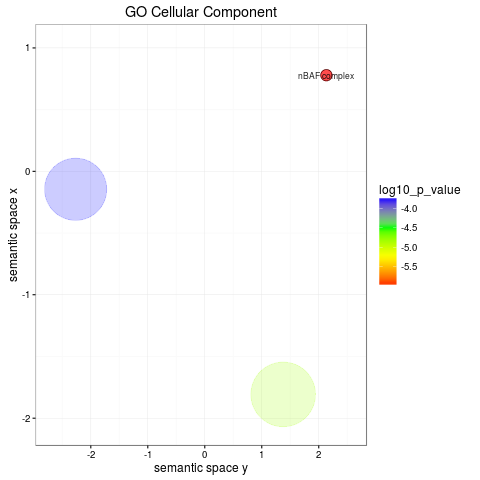 GO Cellular Component
1
0
-1
-2
semantic space x
nBAF complex
-2
-1
0
1
2
semantic space y
log10_p_value
-4.0
-4.5
-5.0
-5.5